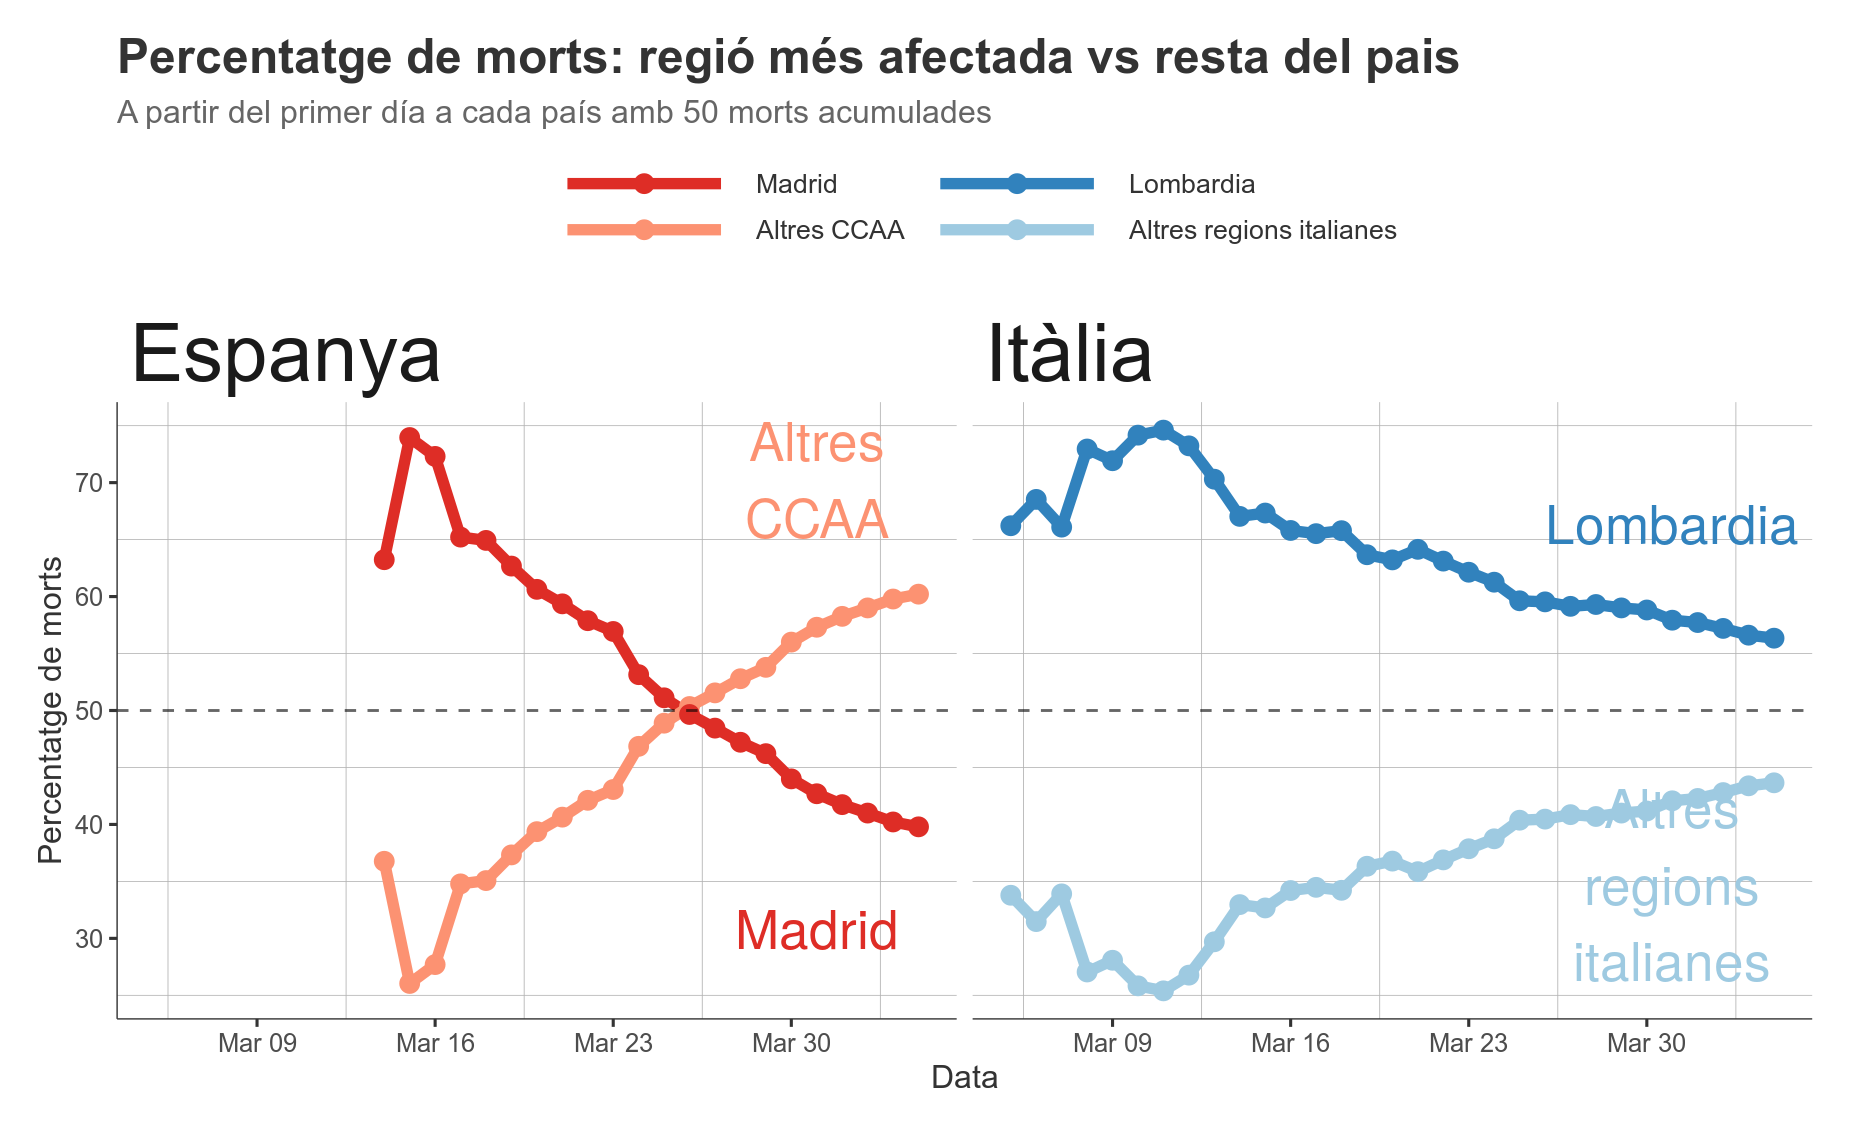 Percentatge de morts: regió més afectada vs resta del pais
A partir del primer día a cada país amb 50 morts acumulades
Madrid
Lombardia
Altres CCAA
Altres regions italianes
Espanya
Itàlia
Altres
CCAA
Madrid
Lombardia
Altres
regions
italianes
Percentatge de morts
70
60
50
40
30
Mar 09
Mar 16
Mar 23
Mar 30
Mar 09
Mar 16
Mar 23
Mar 30
Data